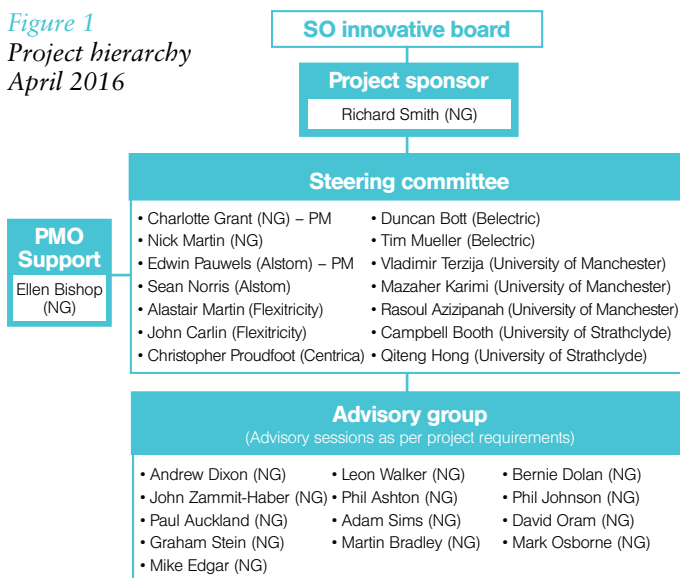 Figure 1
Project hierarchy
April 2016
SO innovative board
Project sponsor
Richard Smith (NG)
PMO
Support
Ellen Bishop
(NG)
Steering committee
• Charlotte Grant (NG) – PM
• Nick Martin (NG)
• Edwin Pauwels (Alstom) – PM
• Sean Norris (Alstom)
• Alastair Martin (Flexitricity)
• John Carlin (Flexitricity)
• Christopher Proudfoot (Centrica)
• Duncan Bott (Belectric)
• Tim Mueller (Belectric)
• Vladimir Terzija (University of Manchester)
• Mazaher Karimi (University of Manchester)
• Rasoul Azizipanah (University of Manchester)
• Campbell Booth (University of Strathclyde)
• Qiteng Hong (University of Strathclyde)
Advisory group
(Advisory sessions as per project requirements)
• Andrew Dixon (NG)
• John Zammit-Haber (NG)
• Paul Auckland (NG)
• Graham Stein (NG)
• Mike Edgar (NG)
• Leon Walker (NG)
• Phil Ashton (NG)
• Adam Sims (NG)
• Martin Bradley (NG)
• Bernie Dolan (NG)
• Phil Johnson (NG)
• David Oram (NG)
• Mark Osborne (NG)